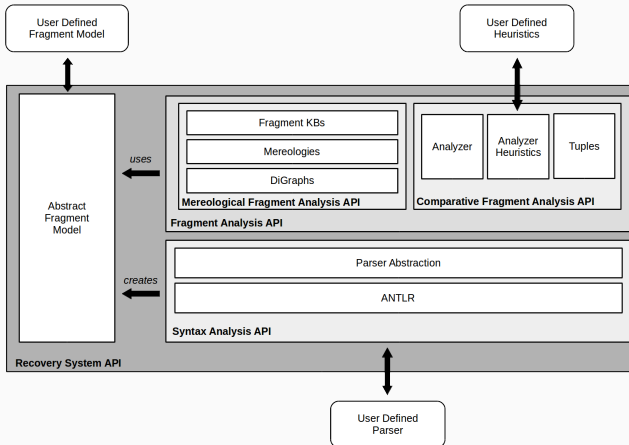 User Defined
Fragment Model
User Defined
Heuristics
Fragment KBs
Mereologies
DiGraphs
Mereological Fragment Analysis API
Analyzer
Analyzer
Heuristics
Tuples
Comparative Fragment Analysis API
uses
Fragment Analysis API
Abstract
Fragment
Model
Parser Abstraction
creates
ANTLR
Syntax Analysis API
Recovery System API
User Defined
Parser